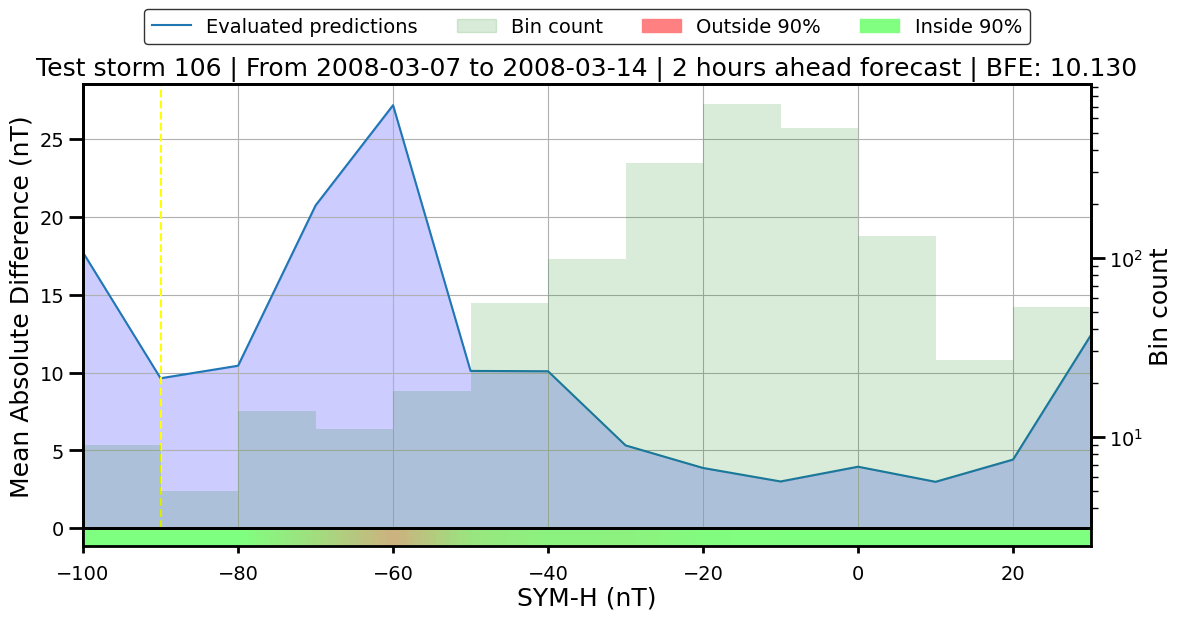 Evaluated predictions Bin count Outside 90% Inside 90%
Test storm 106 | From 2008-03-07 to 2008-03-14 | 2 hours ahead forecast | BFE: 10.130
Mean Absolute Difference (nT)
25
20
15
10
5
0
10²
10¹
Bin count
−100 −80 −60 −40 −20 0 20
SYM-H (nT)